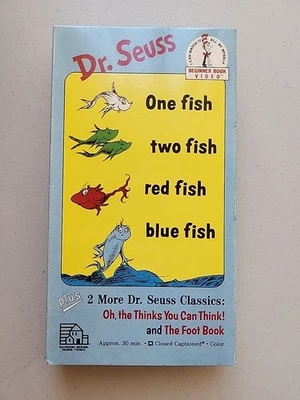 Dr. Seuss
BEGINNER BOOK
VIDEO
One fish
two fish
red fish
blue fish
plus
2 More Dr. Seuss Classics:
Oh, the Thinks You Can Think!
and The Foot Book
Approx. 30 min. • Closed Captioned* • Color